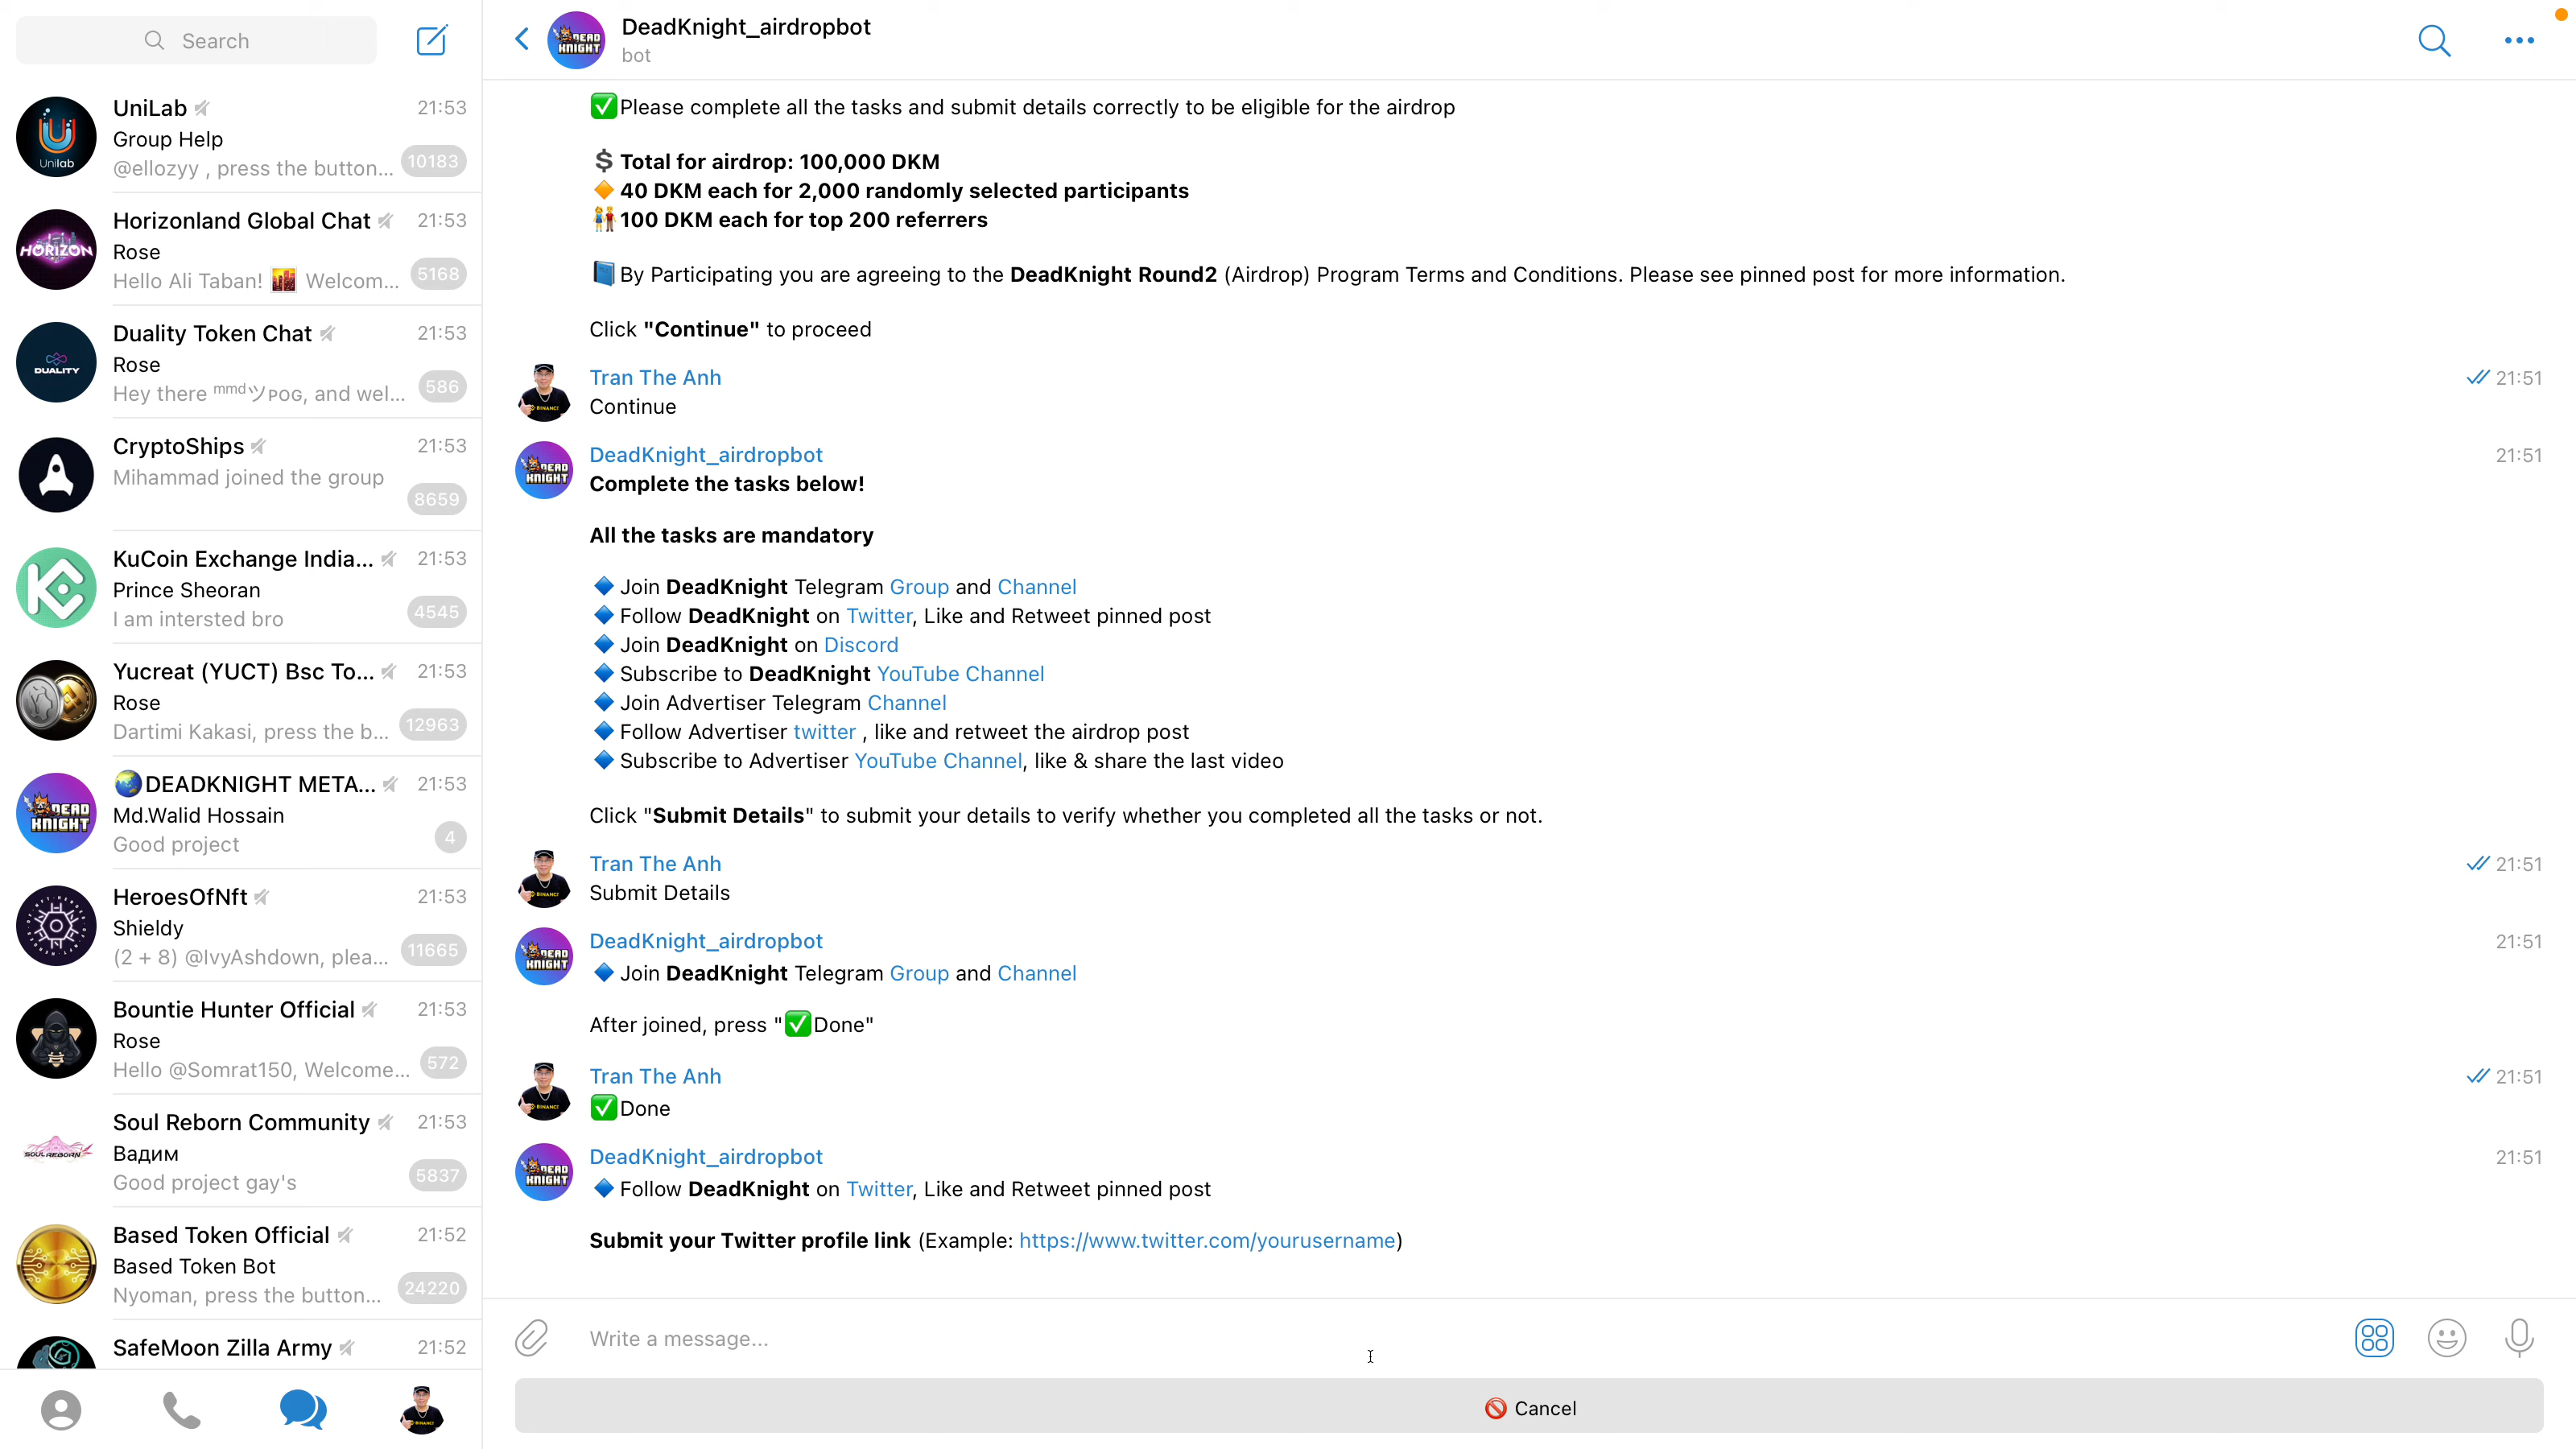 Search
UniLab
21:53
Group Help
@ellozyy , press the button...
10183
Horizonland Global Chat
21:53
Rose
Hello Ali Taban! 🌇 Welcom...
5168
Duality Token Chat
21:53
Rose
Hey there ᵐᵐᵈツᴘᴏɢ, and wel...
586
CryptoShips
21:53
Mihammad joined the group
8659
KuCoin Exchange India...
21:53
Prince Sheoran
I am intersted bro
4545
Yucreat (YUCT) Bsc To...
21:53
Rose
Dartimi Kakasi, press the b...
12963
🌏DEADKNIGHT META...
21:53
Md.Walid Hossain
Good project
4
HeroesOfNft
21:53
Shieldy
(2 + 8) @IvyAshdown, plea...
11665
Bountie Hunter Official
21:53
Rose
Hello @Somrat150, Welcome...
572
Soul Reborn Community
21:53
Вадим
Good project gay's
5837
Based Token Official
21:52
Based Token Bot
Nyoman, press the button...
24220
SafeMoon Zilla Army
21:52
DeadKnight_airdropbot
bot
✅Please complete all the tasks and submit details correctly to be eligible for the airdrop
💲Total for airdrop: 100,000 DKM
🔶40 DKM each for 2,000 randomly selected participants
👫100 DKM each for top 200 referrers
📘By Participating you are agreeing to the DeadKnight Round2 (Airdrop) Program Terms and Conditions. Please see pinned post for more information.
Click "Continue" to proceed
Tran The Anh
21:51
Continue
DeadKnight_airdropbot
21:51
Complete the tasks below!
All the tasks are mandatory
🔷Join DeadKnight Telegram Group and Channel
🔷Follow DeadKnight on Twitter, Like and Retweet pinned post
🔷Join DeadKnight on Discord
🔷Subscribe to DeadKnight YouTube Channel
🔷Join Advertiser Telegram Channel
🔷Follow Advertiser twitter , like and retweet the airdrop post
🔷Subscribe to Advertiser YouTube Channel, like & share the last video
Click "Submit Details" to submit your details to verify whether you completed all the tasks or not.
Tran The Anh
21:51
Submit Details
DeadKnight_airdropbot
21:51
🔷Join DeadKnight Telegram Group and Channel
After joined, press "✅Done"
Tran The Anh
21:51
✅Done
DeadKnight_airdropbot
21:51
🔷Follow DeadKnight on Twitter, Like and Retweet pinned post
Submit your Twitter profile link (Example: https://www.twitter.com/yourusername)
Write a message...
🚫 Cancel